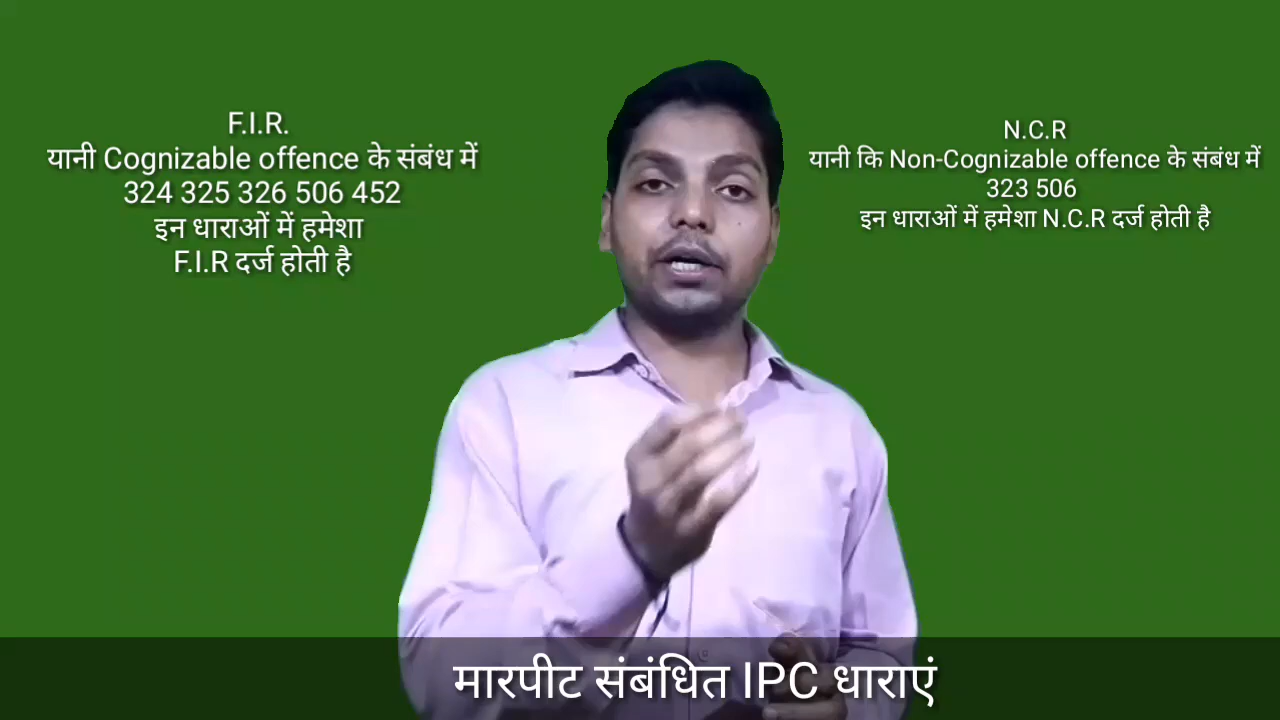 F.I.R.
यानी Cognizable offence के संबंध में
324 325 326 506 452
इन धाराओं में हमेशा
F.I.R दर्ज होती है
N.C.R
यानी कि Non-Cognizable offence के संबंध में
323 506
इन धाराओं में हमेशा N.C.R दर्ज होती है
मारपीट संबंधित IPC धाराएं